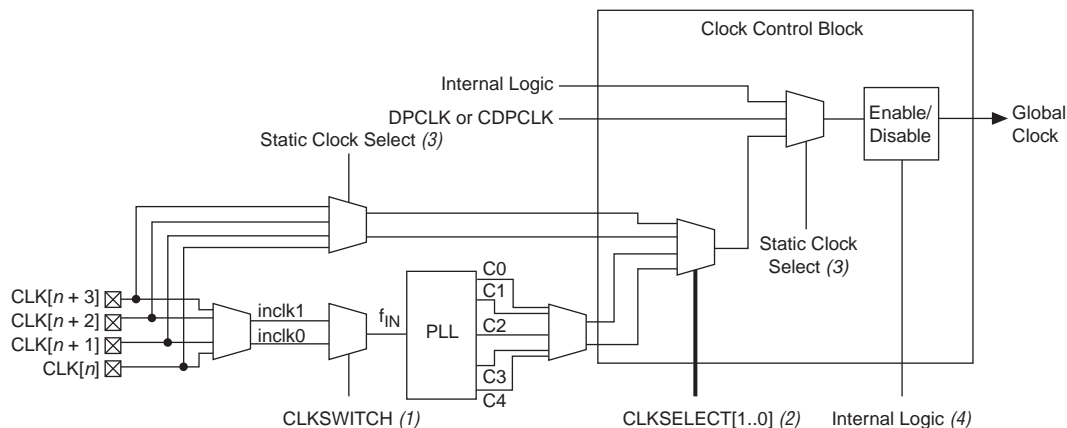 Clock Control Block
Internal Logic
DPCLK or CDPCLK
Enable/
Disable
Global
Clock
Static Clock Select (3)
Static Clock
Select (3)
CLK[n + 3]
CLK[n + 2]
CLK[n + 1]
CLK[n]
inclk1
inclk0
fIN
PLL
C0
C1
C2
C3
C4
CLKSWITCH (1)
CLKSELECT[1..0] (2)
Internal Logic (4)